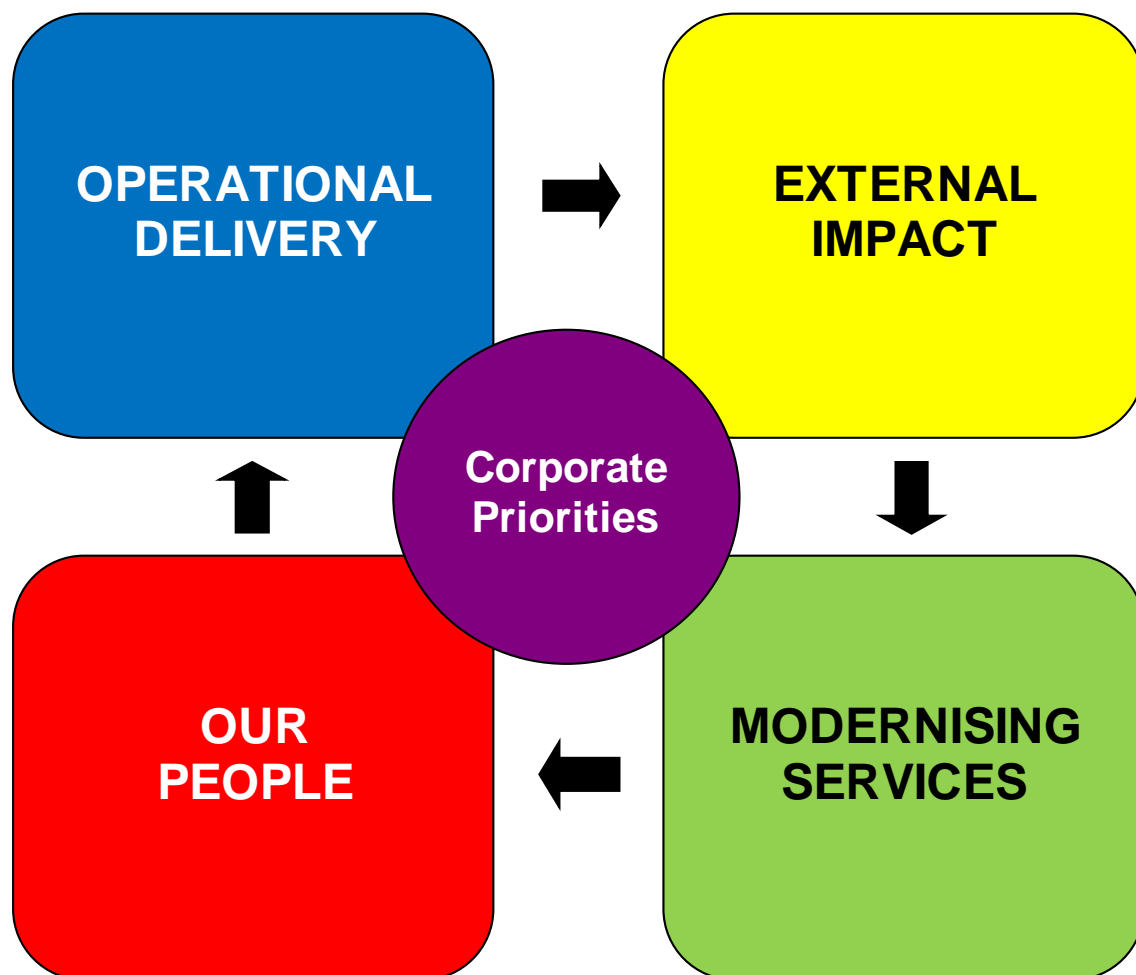 OPERATIONAL
DELIVERY
EXTERNAL
IMPACT
Corporate
Priorities
OUR
PEOPLE
MODERNISING
SERVICES